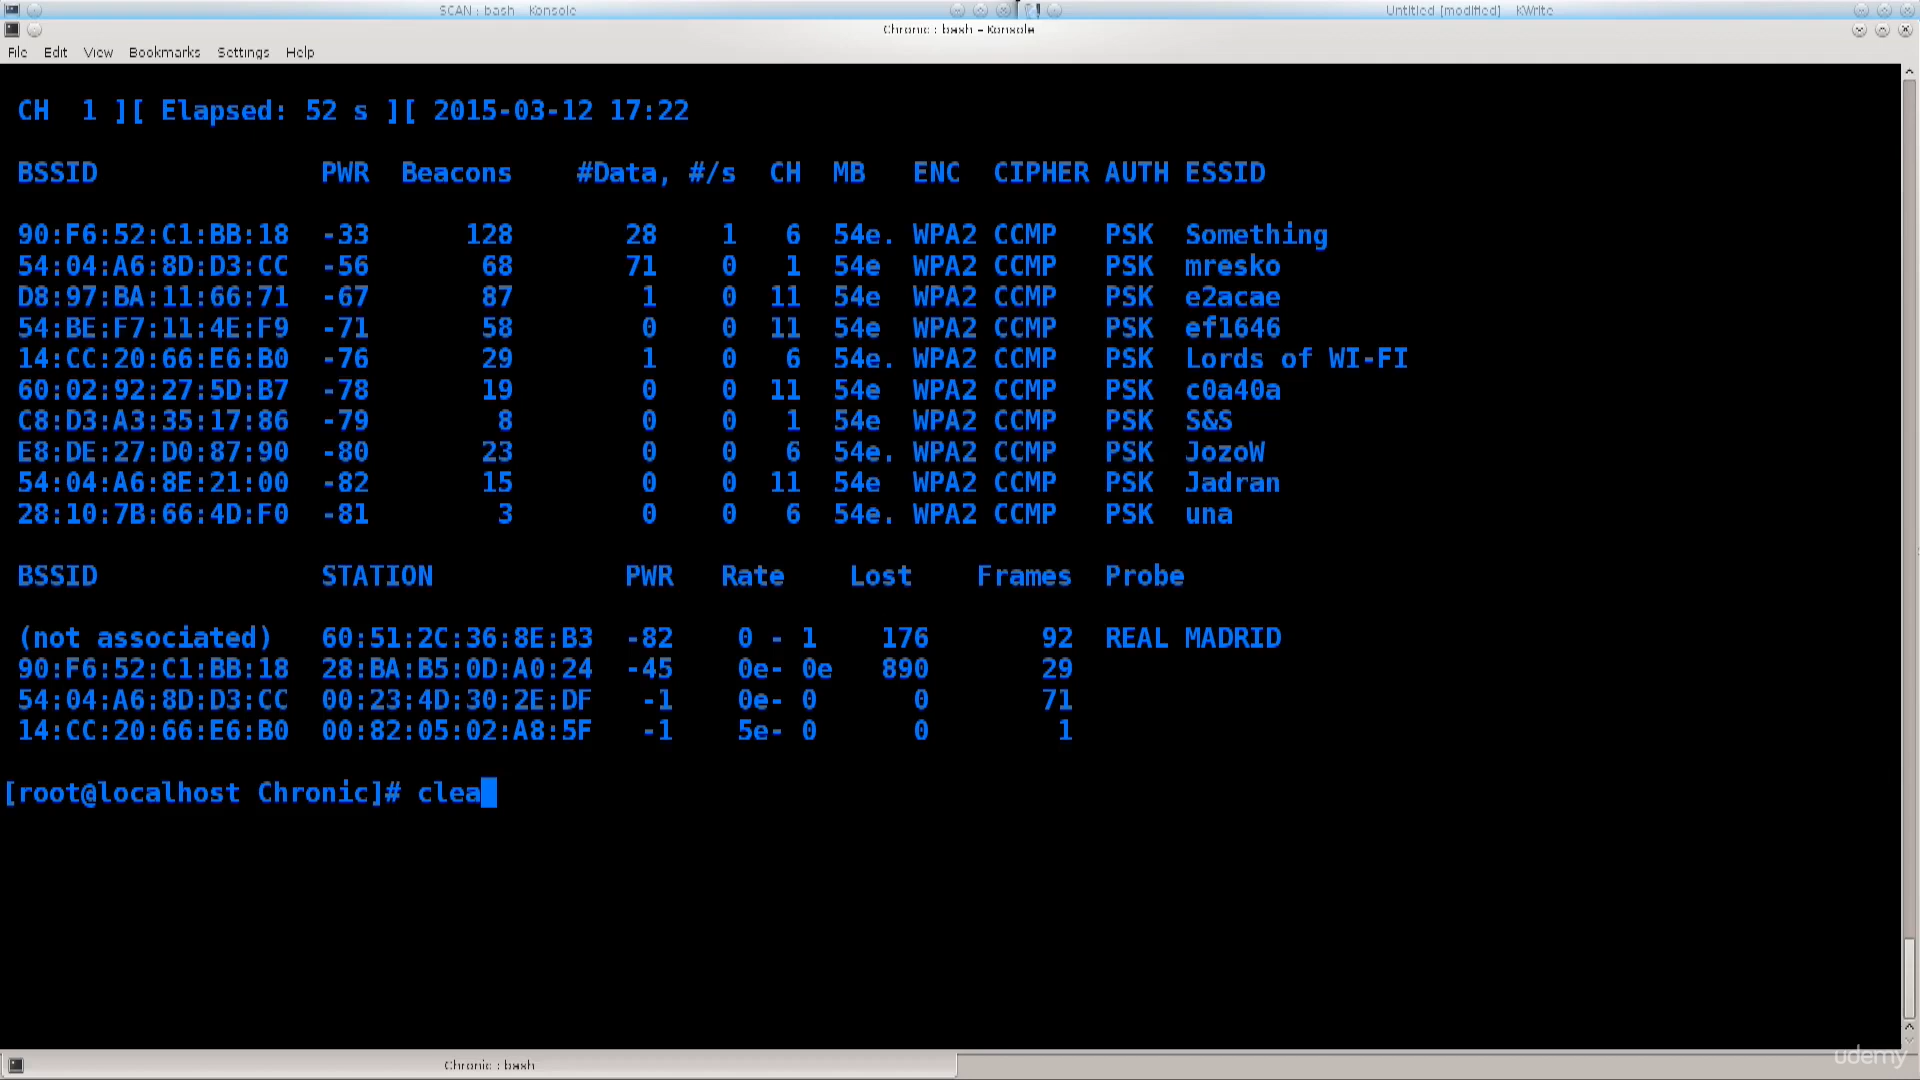 SCAN : bash Konsole Untitled [modified] KWrite
Chronic : bash – Konsole
File Edit View Bookmarks Settings Help
CH 1 ][ Elapsed: 52 s ][ 2015-03-12 17:22
BSSID PWR Beacons #Data, #/s CH MB ENC CIPHER AUTH ESSID
90:F6:52:C1:BB:18 -33 128 28 1 6 54e. WPA2 CCMP PSK Something
54:04:A6:8D:D3:CC -56 68 71 0 1 54e WPA2 CCMP PSK mresko
D8:97:BA:11:66:71 -67 87 1 0 11 54e WPA2 CCMP PSK e2acae
54:BE:F7:11:4E:F9 -71 58 0 0 11 54e WPA2 CCMP PSK ef1646
14:CC:20:66:E6:B0 -76 29 1 0 6 54e. WPA2 CCMP PSK Lords of WI-FI
60:02:92:27:5D:B7 -78 19 0 0 11 54e WPA2 CCMP PSK c0a40a
C8:D3:A3:35:17:86 -79 8 0 0 1 54e WPA2 CCMP PSK S&S
E8:DE:27:D0:87:90 -80 23 0 0 6 54e. WPA2 CCMP PSK JozoW
54:04:A6:8E:21:00 -82 15 0 0 11 54e WPA2 CCMP PSK Jadran
28:10:7B:66:4D:F0 -81 3 0 0 6 54e. WPA2 CCMP PSK una
BSSID STATION PWR Rate Lost Frames Probe
(not associated) 60:51:2C:36:8E:B3 -82 0 - 1 176 92 REAL MADRID
90:F6:52:C1:BB:18 28:BA:B5:0D:A0:24 -45 0e- 0e 890 29
54:04:A6:8D:D3:CC 00:23:4D:30:2E:DF -1 0e- 0 0 71
14:CC:20:66:E6:B0 00:82:05:02:A8:5F -1 5e- 0 0 1
[root@localhost Chronic]# clea
Chronic : bash
udemy